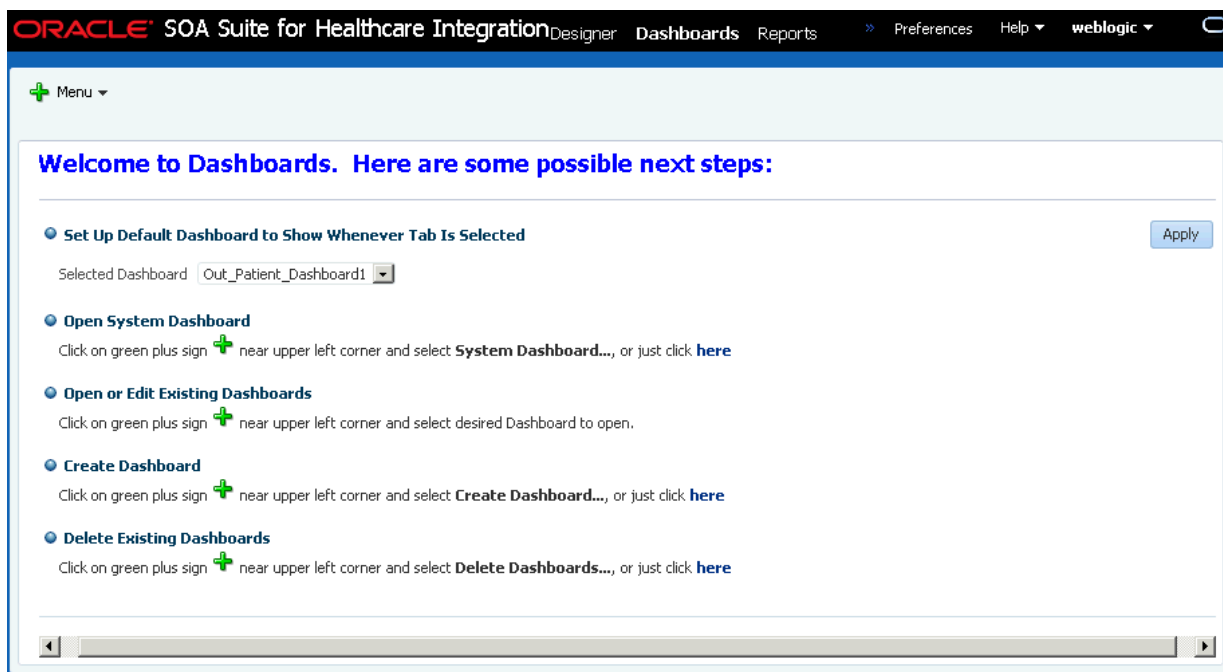 ORACLE SOA Suite for Healthcare Integration Designer Dashboards Reports » Preferences Help weblogic
Menu
Welcome to Dashboards. Here are some possible next steps:
Set Up Default Dashboard to Show Whenever Tab Is Selected Apply
Selected Dashboard Out_Patient_Dashboard1
Open System Dashboard
Click on green plus sign near upper left corner and select System Dashboard..., or just click here
Open or Edit Existing Dashboards
Click on green plus sign near upper left corner and select desired Dashboard to open.
Create Dashboard
Click on green plus sign near upper left corner and select Create Dashboard..., or just click here
Delete Existing Dashboards
Click on green plus sign near upper left corner and select Delete Dashboards..., or just click here